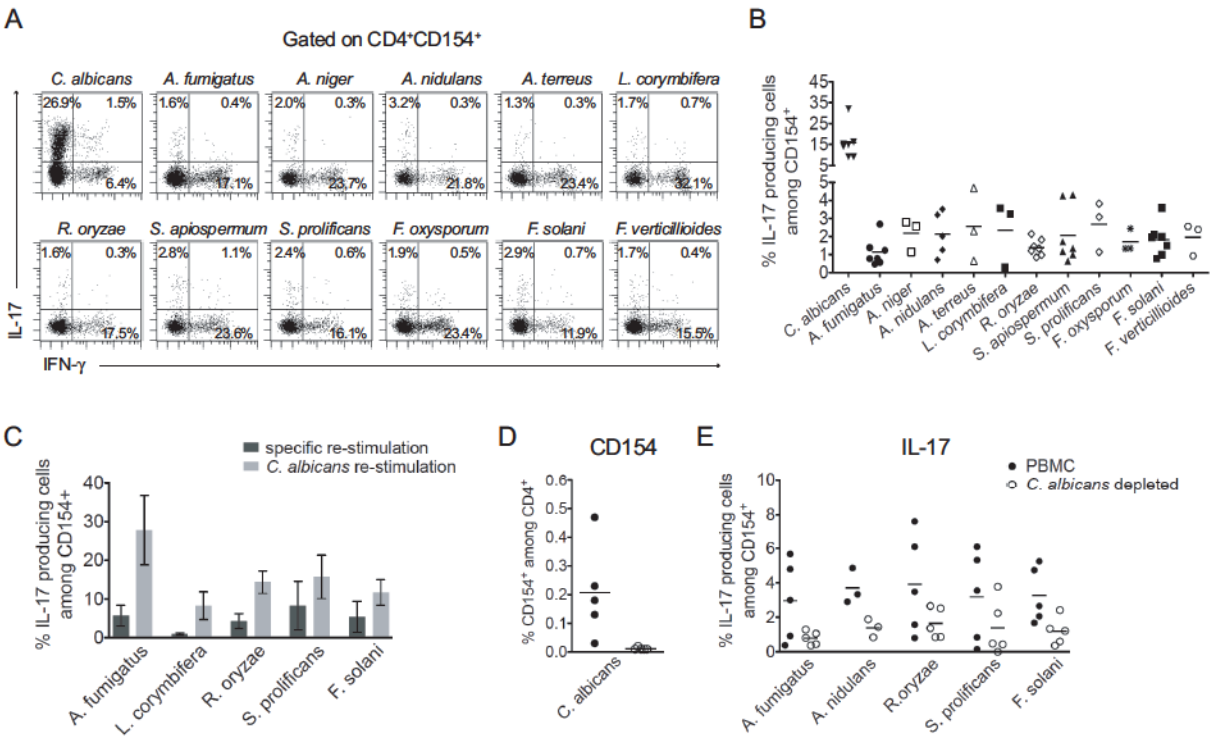 A
Gated on CD4⁺CD154⁺
C. albicans A. fumigatus A. niger A. nidulans A. terreus L. corymbifera
26.9% 1.5% 1.6% 0.4% 2.0% 0.3% 3.2% 0.3% 1.3% 0.3% 1.7% 0.7%
6.4% 17.1% 23.7% 21.8% 23.4% 32.1%
R. oryzae S. apiospermum S. prolificans F. oxysporum F. solani F. verticillioides
1.6% 0.3% 2.8% 1.1% 2.4% 0.6% 1.9% 0.5% 2.9% 0.7% 1.7% 0.4%
17.5% 23.6% 16.1% 23.4% 11.9% 15.5%
IL-17
IFN-γ
B
% IL-17 producing cells
among CD154⁺
45
35
25
15
5
5
4
3
2
1
0
C. albicans
A. fumigatus
A. niger
A. nidulans
A. terreus
L. corymbifera
R. oryzae
S. apiospermum
S. prolificans
F. oxysporum
F. solani
F. verticillioides
C
specific re-stimulation
C. albicans re-stimulation
% IL-17 producing cells
among CD154+
40
30
20
10
0
A. fumigatus
L. corymbifera
R. oryzae
S. prolificans
F. solani
D
CD154
% CD154⁺ among CD4⁺
0.6
0.5
0.4
0.3
0.2
0.1
0.0
C. albicans
E
IL-17
PBMC
C. albicans depleted
% IL-17 producing cells
among CD154⁺
10
8
6
4
2
0
A. fumigatus
A. nidulans
R.oryzae
S. prolificans
F. solani